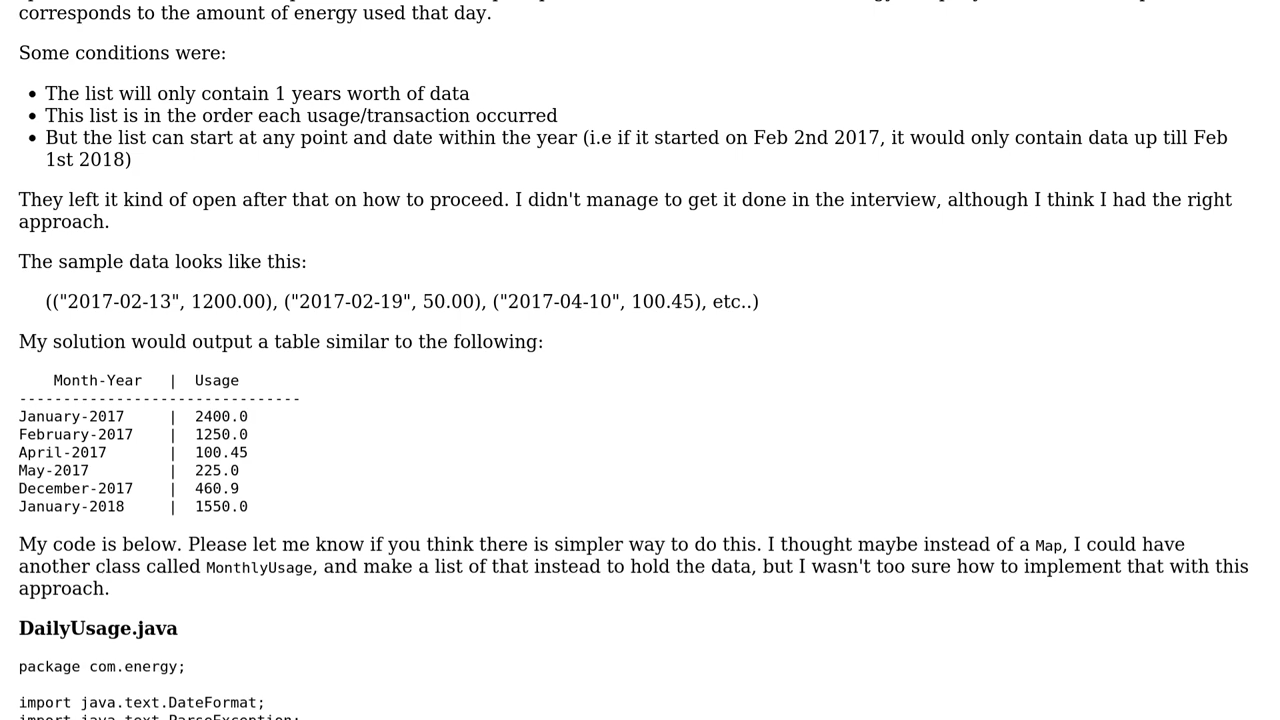 corresponds to the amount of energy used that day.
Some conditions were:
• The list will only contain 1 years worth of data
• This list is in the order each usage/transaction occurred
• But the list can start at any point and date within the year (i.e if it started on Feb 2nd 2017, it would only contain data up till Feb
1st 2018)
They left it kind of open after that on how to proceed. I didn't manage to get it done in the interview, although I think I had the right
approach.
The sample data looks like this:
(("2017-02-13", 1200.00), ("2017-02-19", 50.00), ("2017-04-10", 100.45), etc..)
My solution would output a table similar to the following:
Month-Year   |  Usage
--------------------------------
January-2017     |  2400.0
February-2017    |  1250.0
April-2017       |  100.45
May-2017         |  225.0
December-2017    |  460.9
January-2018     |  1550.0
My code is below. Please let me know if you think there is simpler way to do this. I thought maybe instead of a Map, I could have
another class called MonthlyUsage, and make a list of that instead to hold the data, but I wasn't too sure how to implement that with this
approach.
DailyUsage.java
package com.energy;
import java.text.DateFormat;
import java.text.ParseException;